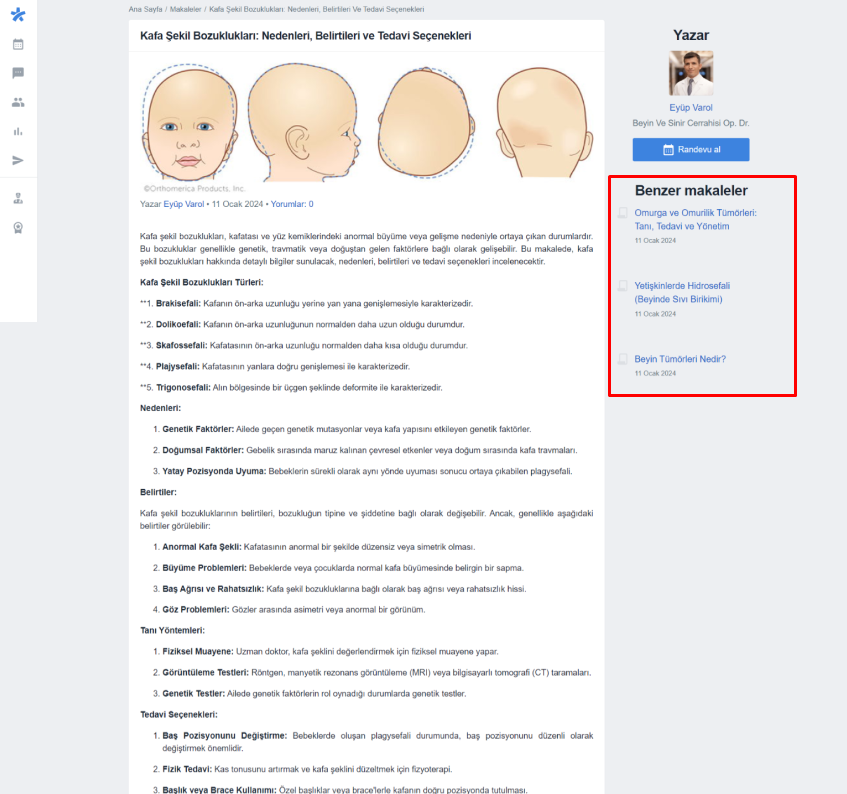 Ana Sayfa / Makaleler / Kafa Şekil Bozuklukları: Nedenleri, Belirtileri Ve Tedavi Seçenekleri
Kafa Şekil Bozuklukları: Nedenleri, Belirtileri ve Tedavi Seçenekleri
©Orthomerica Products, Inc.
Yazar Eyüp Varol • 11 Ocak 2024 • Yorumlar: 0
Kafa şekil bozuklukları, kafatası ve yüz kemiklerindeki anormal büyüme veya gelişme nedeniyle ortaya çıkan durumlardır.
Bu bozukluklar genellikle genetik, travmatik veya doğuştan gelen faktörlere bağlı olarak gelişebilir. Bu makalede, kafa
şekil bozuklukları hakkında detaylı bilgiler sunulacak, nedenleri, belirtileri ve tedavi seçenekleri incelenecektir.
Kafa Şekil Bozuklukları Türleri:
**1. Brakisefali: Kafanın ön-arka uzunluğu yerine yan yana genişlemesiyle karakterizedir.
**2. Dolikoefali: Kafanın ön-arka uzunluğunun normalden daha uzun olduğu durumdur.
**3. Skafossefali: Kafatasının ön-arka uzunluğu normalden daha kısa olduğu durumdur.
**4. Plajysefali: Kafatasının yanlara doğru genişlemesi ile karakterizedir.
**5. Trigonosefali: Alın bölgesinde bir üçgen şeklinde deformite ile karakterizedir.
Nedenleri:
1. Genetik Faktörler: Ailede geçen genetik mutasyonlar veya kafa yapısını etkileyen genetik faktörler.
2. Doğumsal Faktörler: Gebelik sırasında maruz kalınan çevresel etkenler veya doğum sırasında kafa travmaları.
3. Yatay Pozisyonda Uyuma: Bebeklerin sürekli olarak aynı yönde uyuması sonucu ortaya çıkabilen plagysefali.
Belirtiler:
Kafa şekil bozukluklarının belirtileri, bozukluğun tipine ve şiddetine bağlı olarak değişebilir. Ancak, genellikle aşağıdaki
belirtiler görülebilir:
1. Anormal Kafa Şekli: Kafatasının anormal bir şekilde düzensiz veya simetrik olması.
2. Büyüme Problemleri: Bebeklerde veya çocuklarda normal kafa büyümesinde belirgin bir sapma.
3. Baş Ağrısı ve Rahatsızlık: Kafa şekil bozukluklarına bağlı olarak baş ağrısı veya rahatsızlık hissi.
4. Göz Problemleri: Gözler arasında asimetri veya anormal bir görünüm.
Tanı Yöntemleri:
1. Fiziksel Muayene: Uzman doktor, kafa şeklini değerlendirmek için fiziksel muayene yapar.
2. Görüntüleme Testleri: Röntgen, manyetik rezonans görüntüleme (MRI) veya bilgisayarlı tomografi (CT) taramaları.
3. Genetik Testler: Ailede genetik faktörlerin rol oynadığı durumlarda genetik testler.
Tedavi Seçenekleri:
1. Baş Pozisyonunu Değiştirme: Bebeklerde oluşan plagysefali durumunda, baş pozisyonunu düzenli olarak
değiştirmek önemlidir.
2. Fizik Tedavi: Kas tonusunu artırmak ve kafa şeklini düzeltmek için fizyoterapi.
3. Başlık veya Brace Kullanımı: Özel başlıklar veya brace'lerle kafanın doğru pozisyonda tutulması.
Yazar
Eyüp Varol
Beyin Ve Sinir Cerrahisi Op. Dr.
Randevu al
Benzer makaleler
Omurga ve Omurilik Tümörleri:
Tanı, Tedavi ve Yönetim
11 Ocak 2024
Yetişkinlerde Hidrosefali
(Beyinde Sıvı Birikimi)
11 Ocak 2024
Beyin Tümörleri Nedir?
11 Ocak 2024